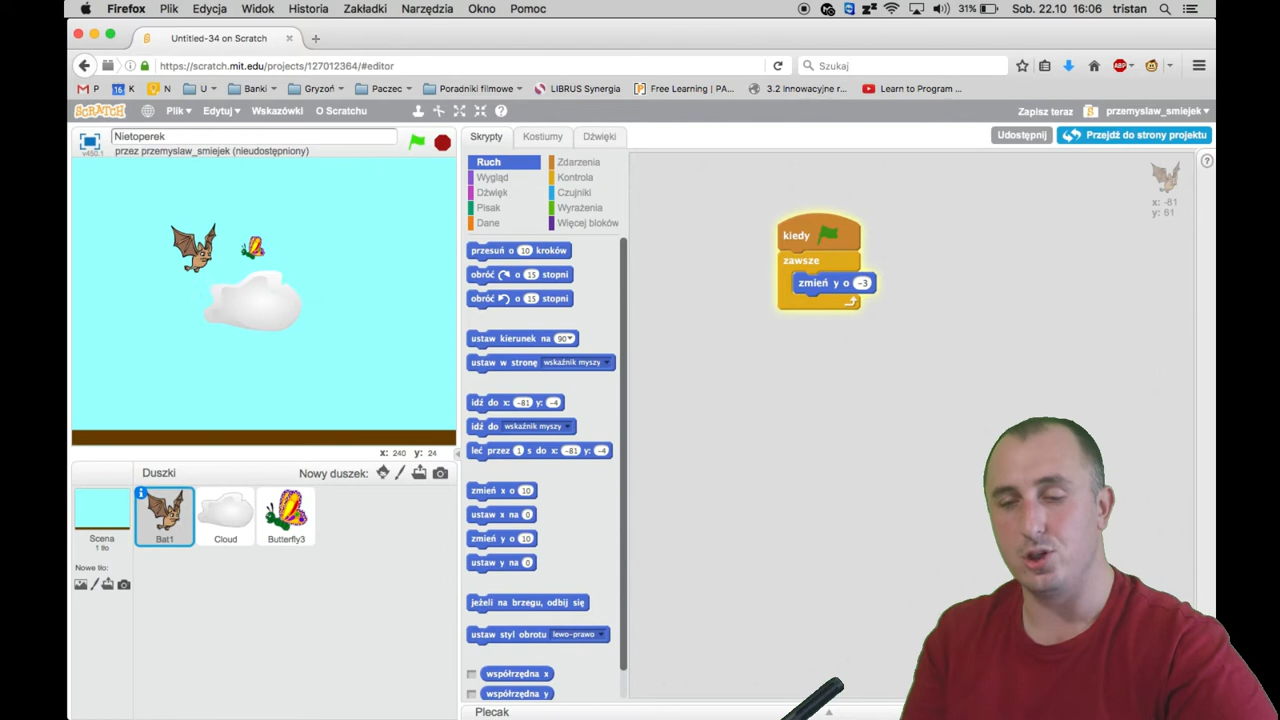 Firefox Plik Edycja Widok Historia Zakładki Narzędzia Okno Pomoc 31% Sob. 22.10 16:06 tristan
Untitled-34 on Scratch
https://scratch.mit.edu/projects/127012364/#editor Szukaj
P K N U Banki Gryzoń Paczec Poradniki filmowe LIBRUS Synergia Free Learning | PA... 3.2 Innowacyjne r... Learn to Program ...
SCRATCH Plik Edytuj Wskazówki O Scratchu Zapisz teraz przemyslaw_smiejek
v450.1
Nietoperek
przez przemyslaw_smiejek (nieudostępniony)
Skrypty Kostiumy Dźwięki
Udostępnij Przejdź do strony projektu
Ruch Zdarzenia
Wygląd Kontrola
Dźwięk Czujniki
Pisak Wyrażenia
Dane Więcej bloków
przesuń o 10 kroków
obróć o 15 stopni
obróć o 15 stopni
ustaw kierunek na 90
ustaw w stronę wskaźnik myszy
idź do x: -81 y: -4
idź do wskaźnik myszy
leć przez 1 s do x: -81 y: -4
zmień x o 10
ustaw x na 0
zmień y o 10
ustaw y na 0
jeżeli na brzegu, odbij się
ustaw styl obrotu lewo-prawo
współrzędna x
współrzędna y
kiedy
zawsze
zmień y o -3
x: -81
y: 61
x: 240 y: 24
Duszki Nowy duszek:
Scena
1 tło
Bat1 Cloud Butterfly3
Nowe tło:
Plecak